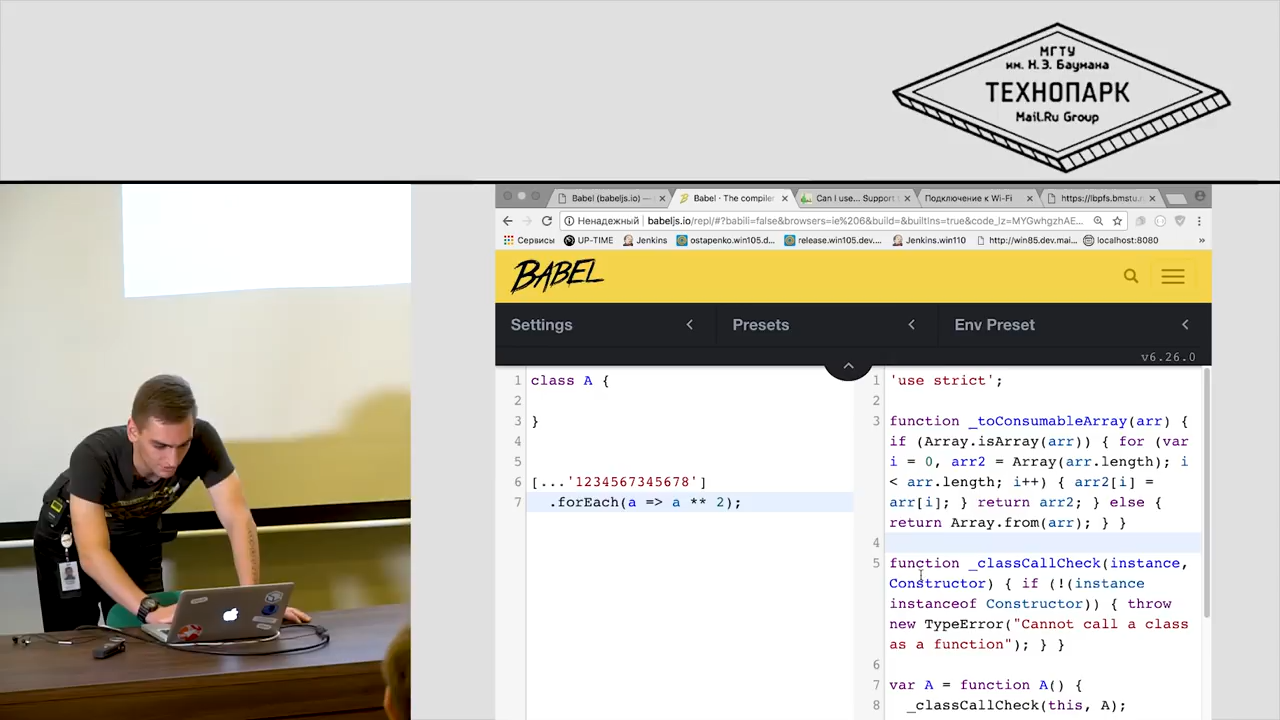 МГТУ
им. Н.Э. Баумана
ТЕХНОПАРК
Mail.Ru Group
Babel (babeljs.io) —
Babel · The compiler
Can I use... Support
Подключение к Wi-Fi
https://lbpfs.bmstu.r
Ненадежный
babeljs.io/repl/#?babili=false&browsers=ie%206&build=&builtIns=true&code_lz=MYGwhgzhAE...
Сервисы
UP-TIME
Jenkins
ostapenko.win105.d...
release.win105.dev....
Jenkins.win110
http://win85.dev.mai...
localhost:8080
»
BABEL
Settings
Presets
Env Preset
v6.26.0
1 class A {
2
3 }
4
5
6 [...'1234567345678']
7 .forEach(a => a ** 2);
1 'use strict';
2
3 function _toConsumableArray(arr) {
if (Array.isArray(arr)) { for (var
i = 0, arr2 = Array(arr.length); i
< arr.length; i++) { arr2[i] =
arr[i]; } return arr2; } else {
return Array.from(arr); } }
4
5 function _classCallCheck(instance,
Constructor) { if (!(instance
instanceof Constructor)) { throw
new TypeError("Cannot call a class
as a function"); } }
6
7 var A = function A() {
8 _classCallCheck(this, A);